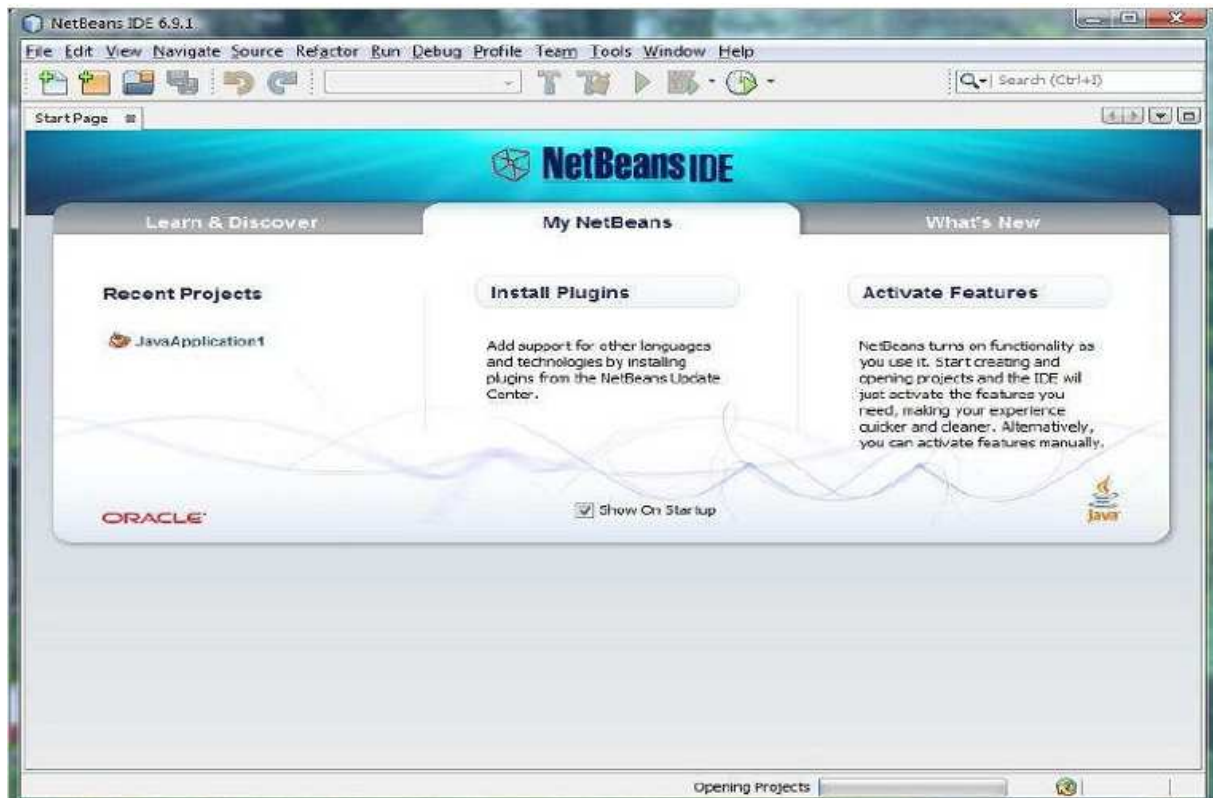 NetBeans IDE 6.9.1
File Edit View Navigate Source Refactor Run Debug Profile Team Tools Window Help
Search (Ctrl+I)
Start Page
NetBeans IDE
Learn & Discover
My NetBeans
What's New
Recent Projects
JavaApplication1
Install Plugins
Add support for other languages
and technologies by installing
plugins from the NetBeans Update
Center.
Activate Features
NetBeans turns on functionality as
you use it. Start creating and
opening projects and the IDE will
just activate the features you
need, making your experience
quicker and cleaner. Alternatively,
you can activate features manually.
ORACLE
Show On Startup
Java
Opening Projects